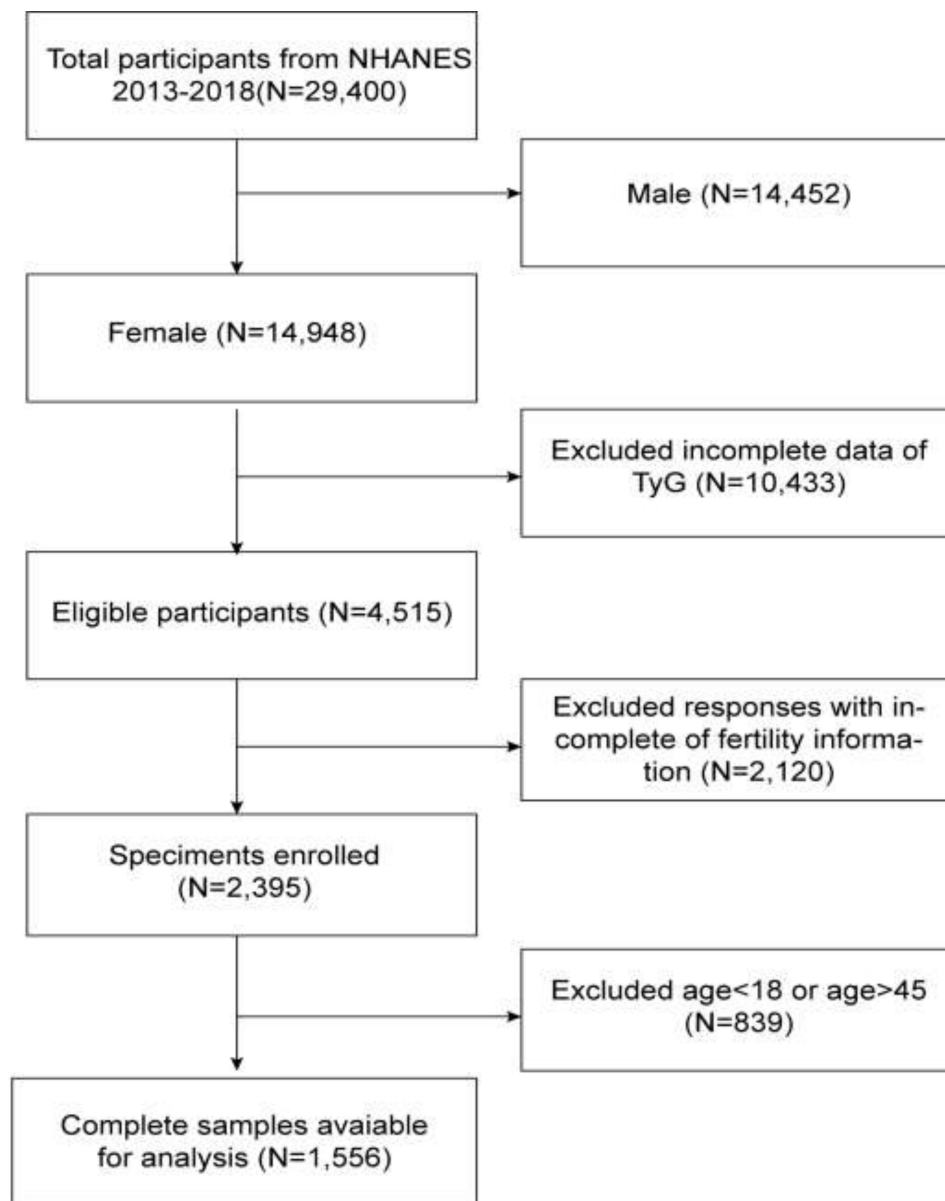 Total participants from NHANES
2013-2018(N=29,400)
Male (N=14,452)
Female (N=14,948)
Excluded incomplete data of
TyG (N=10,433)
Eligible participants (N=4,515)
Excluded responses with in-
complete of fertility informa-
tion (N=2,120)
Speciments enrolled
(N=2,395)
Excluded age<18 or age>45
(N=839)
Complete samples avaiable
for analysis (N=1,556)